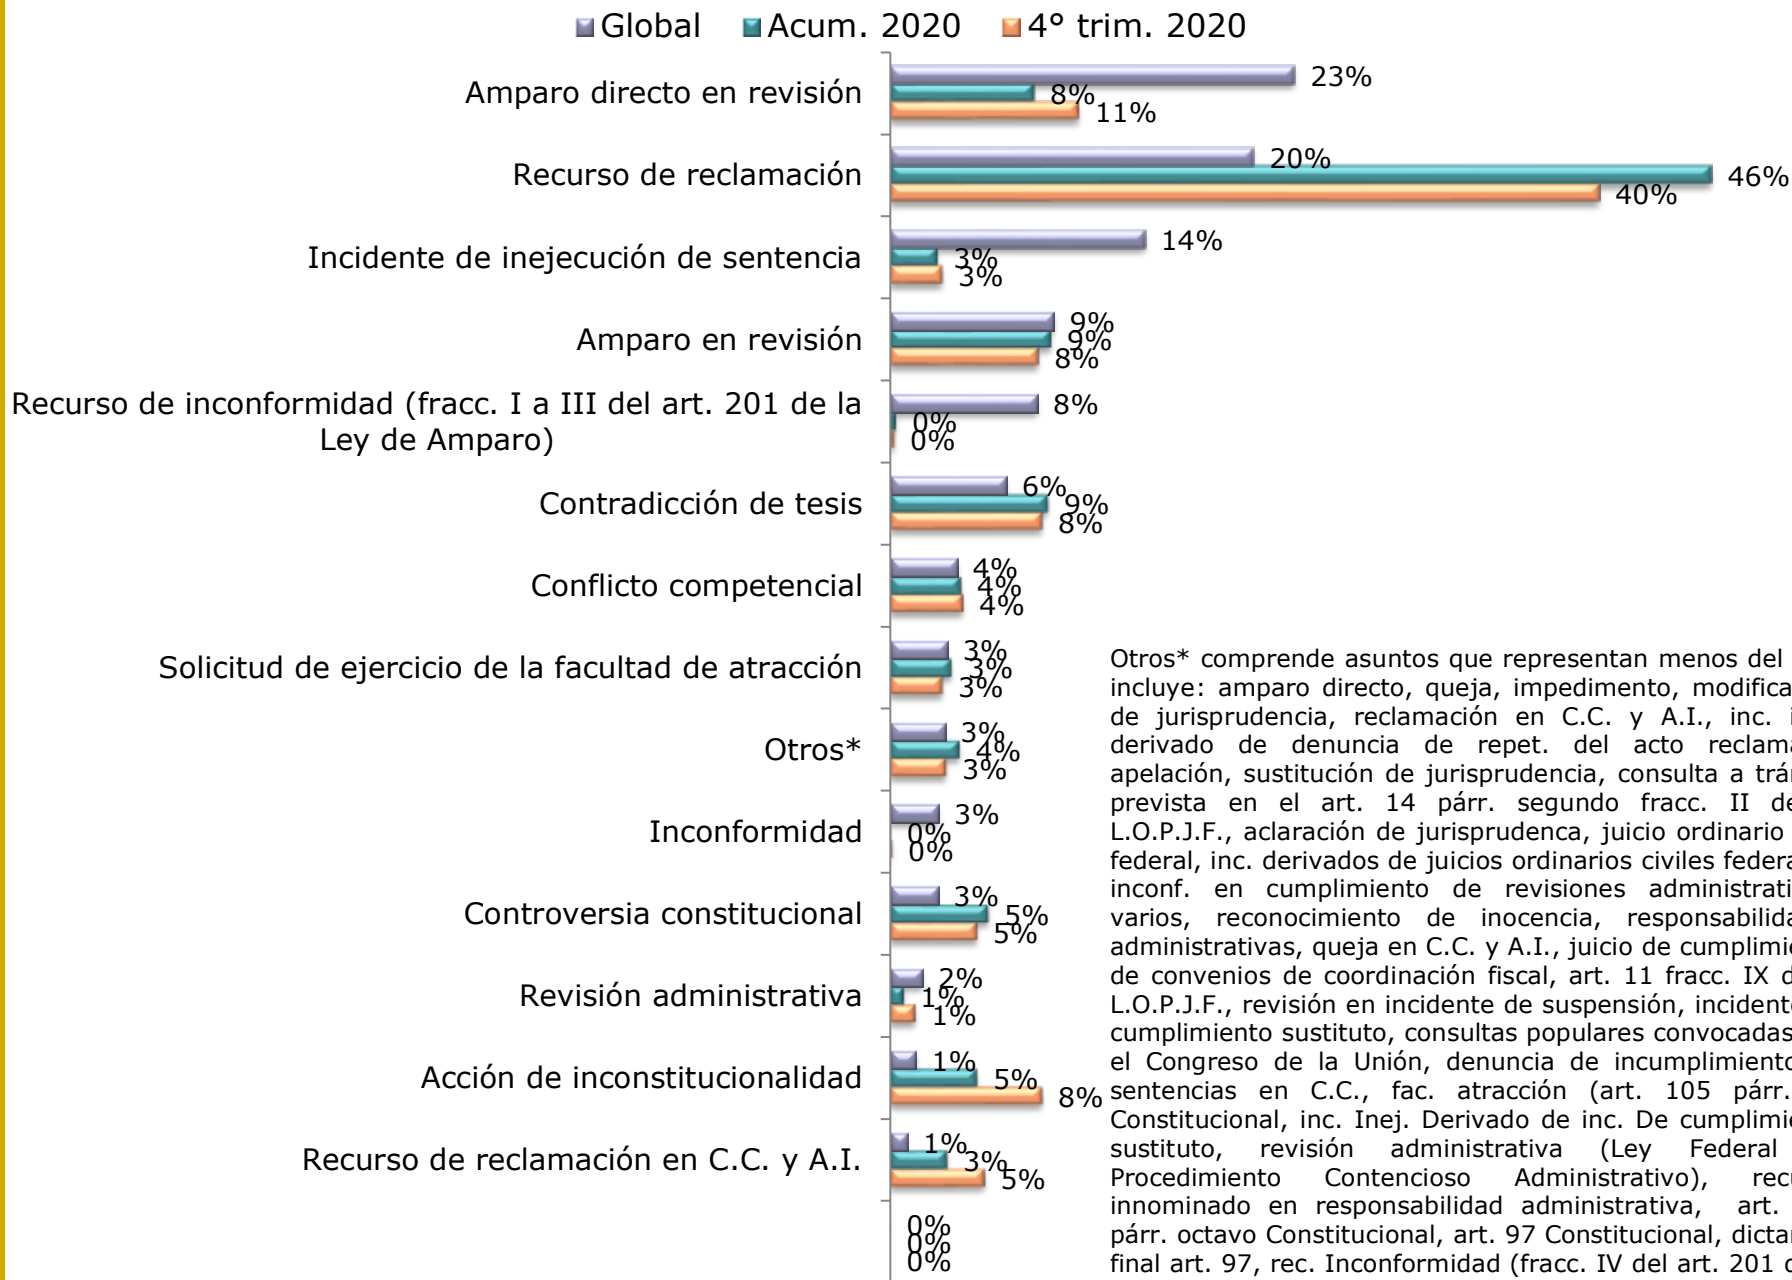 Global Acum. 2020 4° trim. 2020
Amparo directo en revisión
23%
8%
11%
Recurso de reclamación
20%
46%
40%
Incidente de inejecución de sentencia
14%
3%
3%
Amparo en revisión
9%
9%
8%
Recurso de inconformidad (fracc. I a III del art. 201 de la
Ley de Amparo)
8%
0%
0%
Contradicción de tesis
6%
9%
8%
Conflicto competencial
4%
4%
4%
Solicitud de ejercicio de la facultad de atracción
3%
3%
3%
Otros*
3%
4%
3%
Inconformidad
3%
0%
0%
Controversia constitucional
3%
5%
5%
Revisión administrativa
2%
1%
1%
Acción de inconstitucionalidad
1%
5%
8%
Recurso de reclamación en C.C. y A.I.
1%
3%
5%
0%
0%
0%
Otros* comprende asuntos que representan menos del
incluye: amparo directo, queja, impedimento, modifica
de jurisprudencia, reclamación en C.C. y A.I., inc.
derivado de denuncia de repet. del acto reclam
apelación, sustitución de jurisprudencia, consulta a trá
prevista en el art. 14 párr. segundo fracc. II de
L.O.P.J.F., aclaración de jurisprudenca, juicio ordinario
federal, inc. derivados de juicios ordinarios civiles feder
inconf. en cumplimiento de revisiones administrati
varios, reconocimiento de inocencia, responsabilid
administrativas, queja en C.C. y A.I., juicio de cumplimi
de convenios de coordinación fiscal, art. 11 fracc. IX d
L.O.P.J.F., revisión en incidente de suspensión, incident
cumplimiento sustituto, consultas populares convocadas
el Congreso de la Unión, denuncia de incumplimiento
sentencias en C.C., fac. atracción (art. 105 párr.
Constitucional, inc. Inej. Derivado de inc. De cumplimi
sustituto, revisión administrativa (Ley Federal
Procedimiento Contencioso Administrativo), rec
innominado en responsabilidad administrativa, art.
párr. octavo Constitucional, art. 97 Constitucional, dicta
final art. 97, rec. Inconformidad (fracc. IV del art. 201